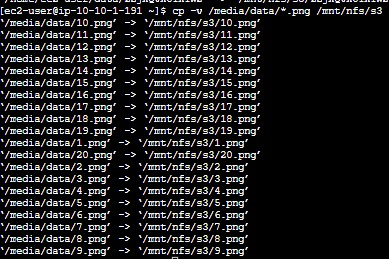 [ec2-user@ip-10-10-1-191 ~]$ cp -v /media/data/*.png /mnt/nfs/s3
‘/media/data/10.png’ -> ‘/mnt/nfs/s3/10.png’
‘/media/data/11.png’ -> ‘/mnt/nfs/s3/11.png’
‘/media/data/12.png’ -> ‘/mnt/nfs/s3/12.png’
‘/media/data/13.png’ -> ‘/mnt/nfs/s3/13.png’
‘/media/data/14.png’ -> ‘/mnt/nfs/s3/14.png’
‘/media/data/15.png’ -> ‘/mnt/nfs/s3/15.png’
‘/media/data/16.png’ -> ‘/mnt/nfs/s3/16.png’
‘/media/data/17.png’ -> ‘/mnt/nfs/s3/17.png’
‘/media/data/18.png’ -> ‘/mnt/nfs/s3/18.png’
‘/media/data/19.png’ -> ‘/mnt/nfs/s3/19.png’
‘/media/data/1.png’ -> ‘/mnt/nfs/s3/1.png’
‘/media/data/20.png’ -> ‘/mnt/nfs/s3/20.png’
‘/media/data/2.png’ -> ‘/mnt/nfs/s3/2.png’
‘/media/data/3.png’ -> ‘/mnt/nfs/s3/3.png’
‘/media/data/4.png’ -> ‘/mnt/nfs/s3/4.png’
‘/media/data/5.png’ -> ‘/mnt/nfs/s3/5.png’
‘/media/data/6.png’ -> ‘/mnt/nfs/s3/6.png’
‘/media/data/7.png’ -> ‘/mnt/nfs/s3/7.png’
‘/media/data/8.png’ -> ‘/mnt/nfs/s3/8.png’
‘/media/data/9.png’ -> ‘/mnt/nfs/s3/9.png’